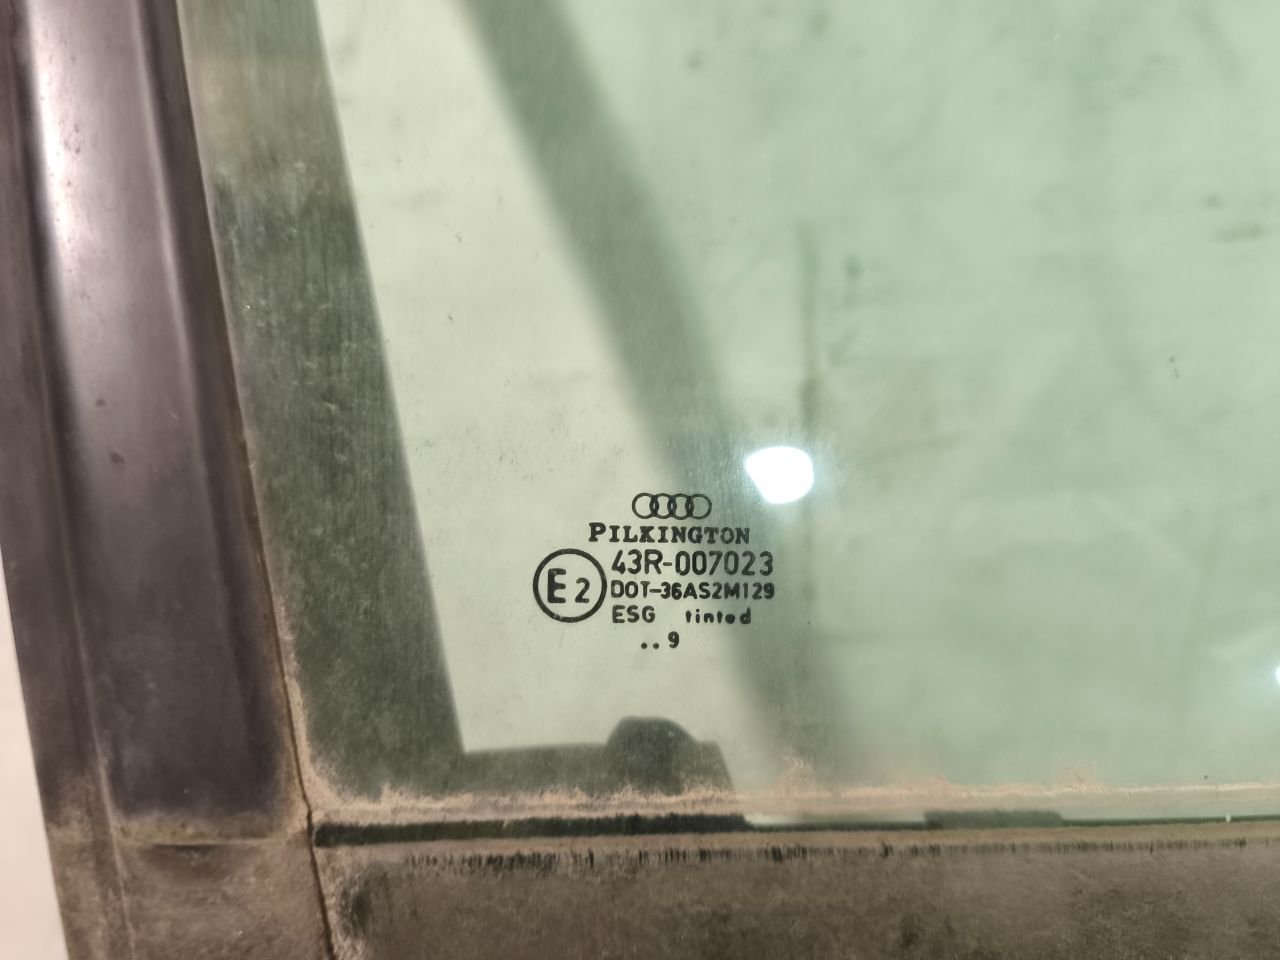 PILKINGTON
43R-007023
E2
DOT-36AS2M129
ESG tinted
..9